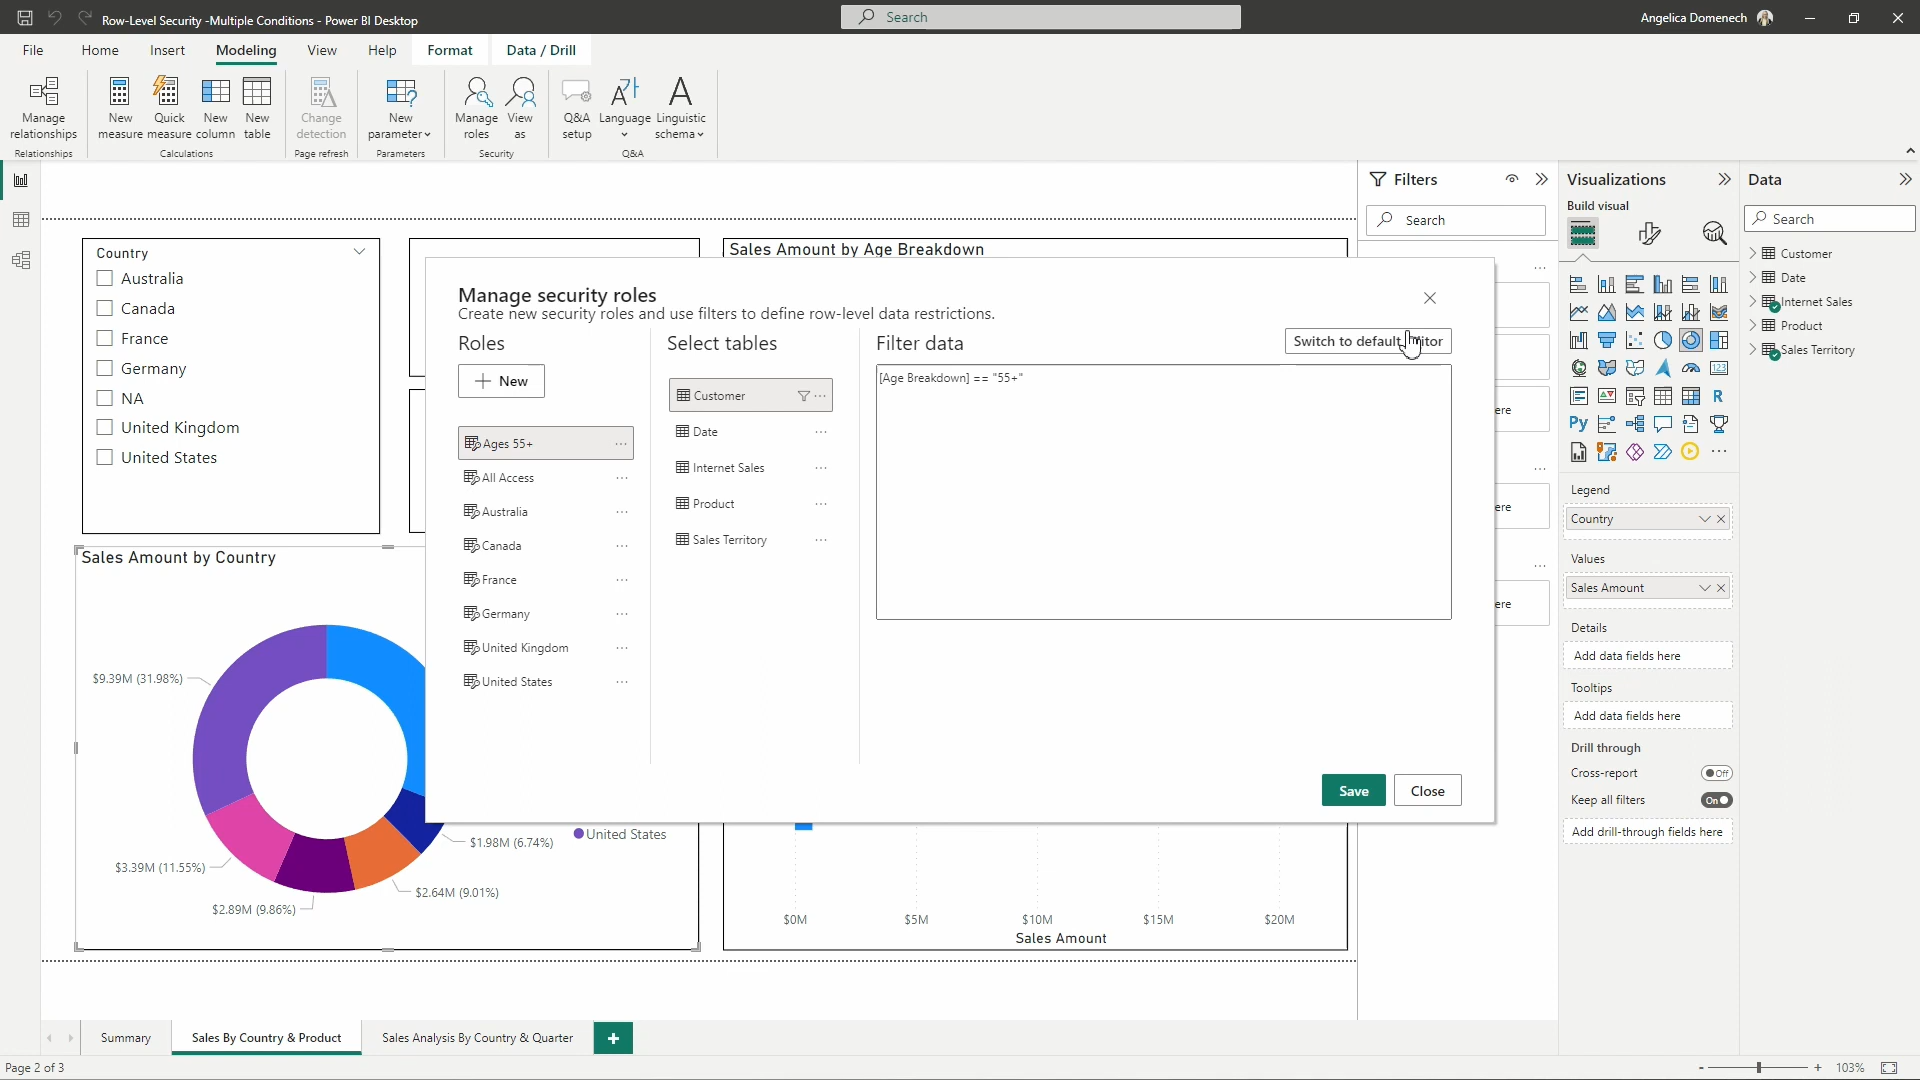 Row-Level Security -Multiple Conditions - Power BI Desktop
Search
Angelica Domenech
File
Home
Insert
Modeling
View
Help
Format
Data / Drill
Manage relationships
New measure
Quick measure
New column
New table
Change detection
New parameter
Manage roles
View as
Q&A setup
Language
Linguistic schema
Relationships
Calculations
Page refresh
Parameters
Security
Q&A
Country
Australia
Canada
France
Germany
NA
United Kingdom
United States
Sales Amount by Age Breakdown
Manage security roles
Create new security roles and use filters to define row-level data restrictions.
Roles
New
Ages 55+
All Access
Australia
Canada
France
Germany
United Kingdom
United States
Select tables
Customer
Date
Internet Sales
Product
Sales Territory
Filter data
Switch to default
itor
[Age Breakdown] == "55+"
Save
Close
Sales Amount by Country
$9.39M (31.98%)
$3.39M (11.55%)
$2.89M (9.86%)
$2.64M (9.01%)
$1.98M (6.74%)
United States
$0M
$5M
$10M
$15M
$20M
Sales Amount
Filters
Search
ere
ere
ere
Visualizations
Build visual
123
R
Py
Legend
Country
Values
Sales Amount
Details
Add data fields here
Tooltips
Add data fields here
Drill through
Cross-report
Off
Keep all filters
On
Add drill-through fields here
Data
Search
Customer
Date
Internet Sales
Product
Sales Territory
Summary
Sales By Country & Product
Sales Analysis By Country & Quarter
Page 2 of 3
103%